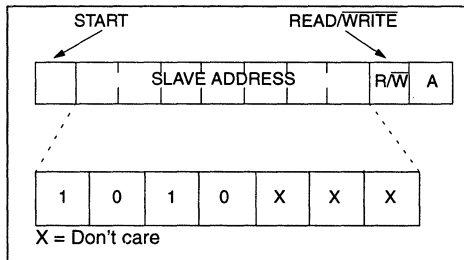 START READ/WRITE
SLAVE ADDRESS R/W A
1 0 1 0 X X X
X = Don't care